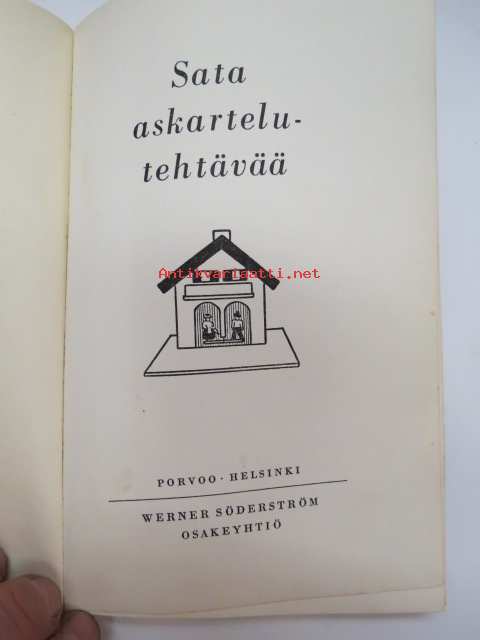 Sata
askartelu-
tehtävää
Antikvariaatti.net
PORVOO · HELSINKI
WERNER SÖDERSTRÖM
OSAKEYHTIÖ